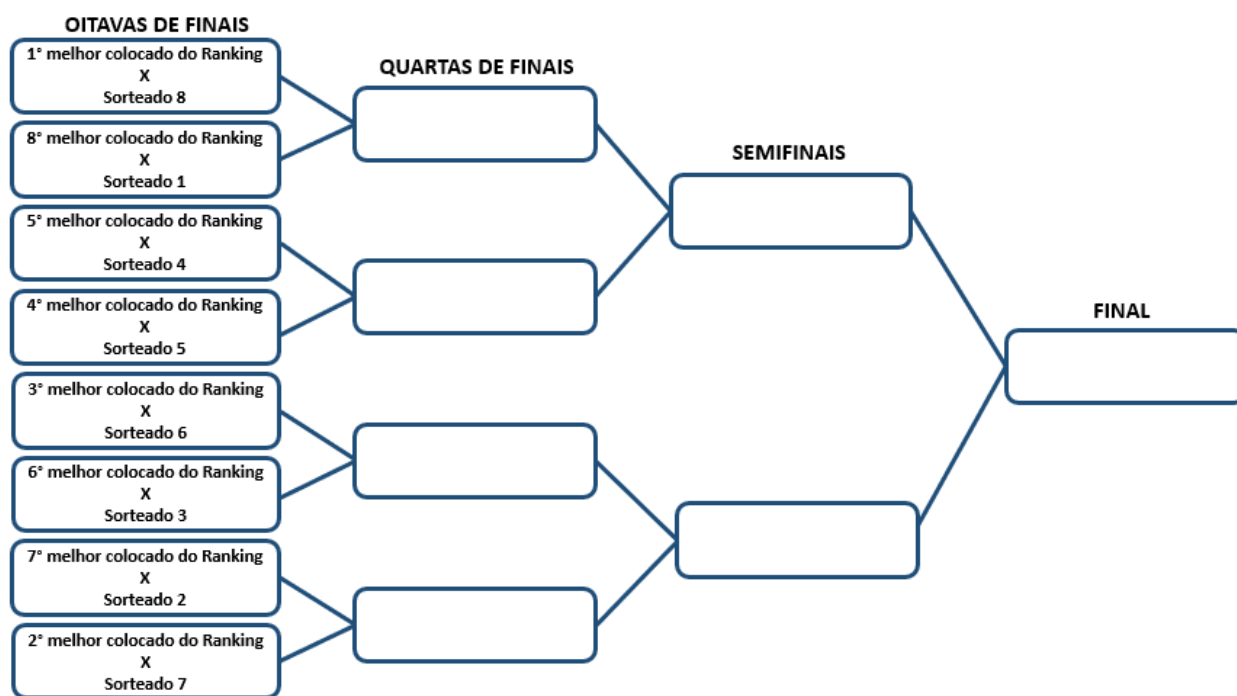 OITAVAS DE FINAIS
1° melhor colocado do Ranking
X
Sorteado 8
8° melhor colocado do Ranking
X
Sorteado 1
5° melhor colocado do Ranking
X
Sorteado 4
4° melhor colocado do Ranking
X
Sorteado 5
3° melhor colocado do Ranking
X
Sorteado 6
6° melhor colocado do Ranking
X
Sorteado 3
7° melhor colocado do Ranking
X
Sorteado 2
2° melhor colocado do Ranking
X
Sorteado 7
QUARTAS DE FINAIS
SEMIFINAIS
FINAL